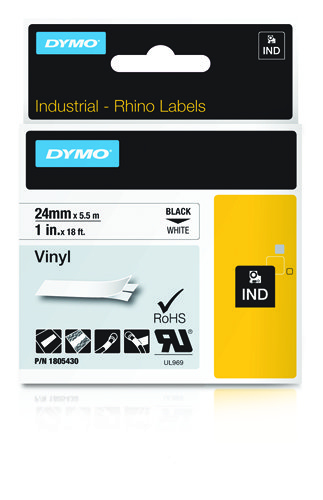 DYMO
IND
Industrial - Rhino Labels
DYMO
24mm x 5.5 m
1 in. x 18 ft.
BLACK
WHITE
Vinyl
IND
RoHS
P/N 1805430
UL969